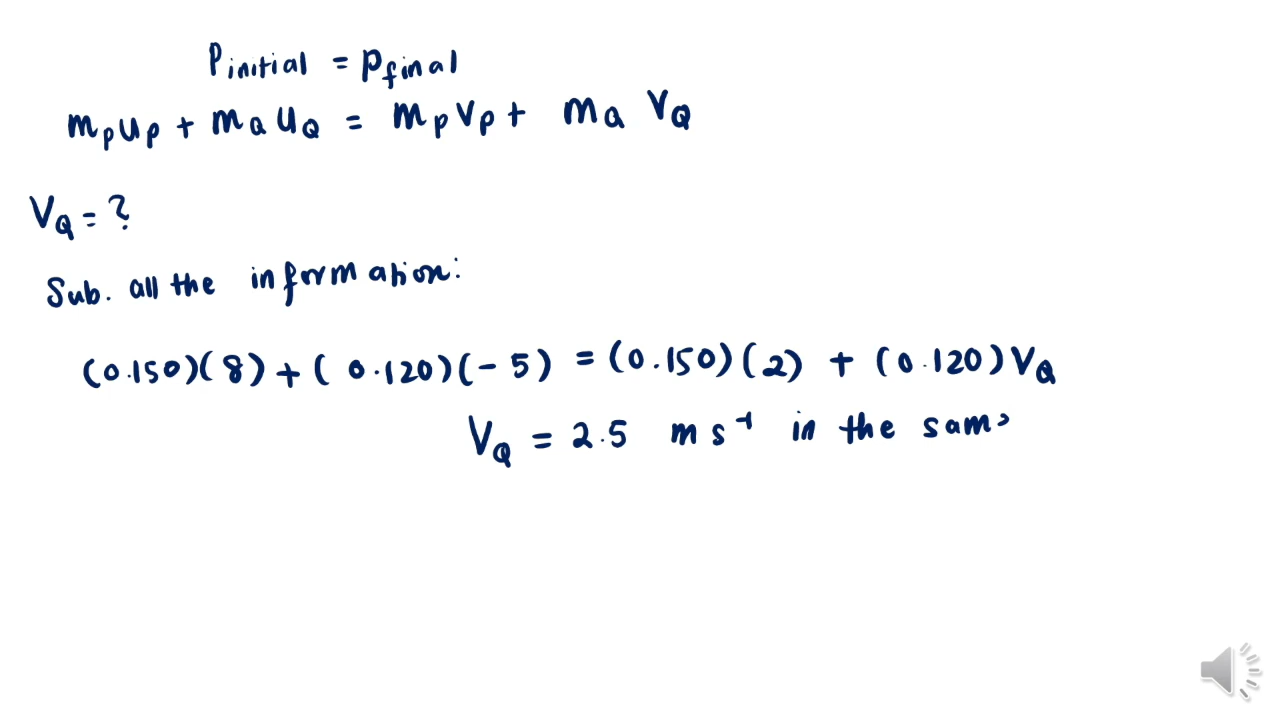 Pinitial = Pfinal
mpup + mQuQ = mpvp + mQ VQ
VQ = ?
Sub. all the information:
(0.150)(8) + (0.120)(-5) = (0.150)(2) + (0.120)VQ
VQ = 2.5 ms⁻¹ in the sam